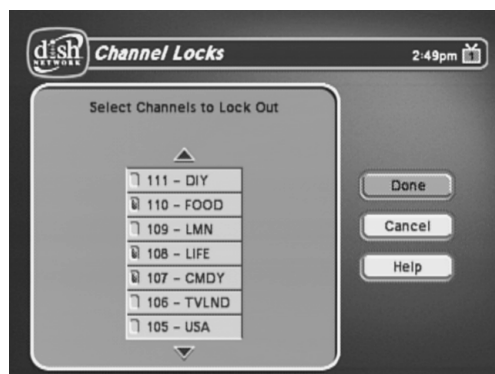 dish
NETWORK
Channel Locks
2:49pm
1
Select Channels to Lock Out
111 - DIY
110 - FOOD
109 - LMN
108 - LIFE
107 - CMDY
106 - TVLND
105 - USA
Done
Cancel
Help